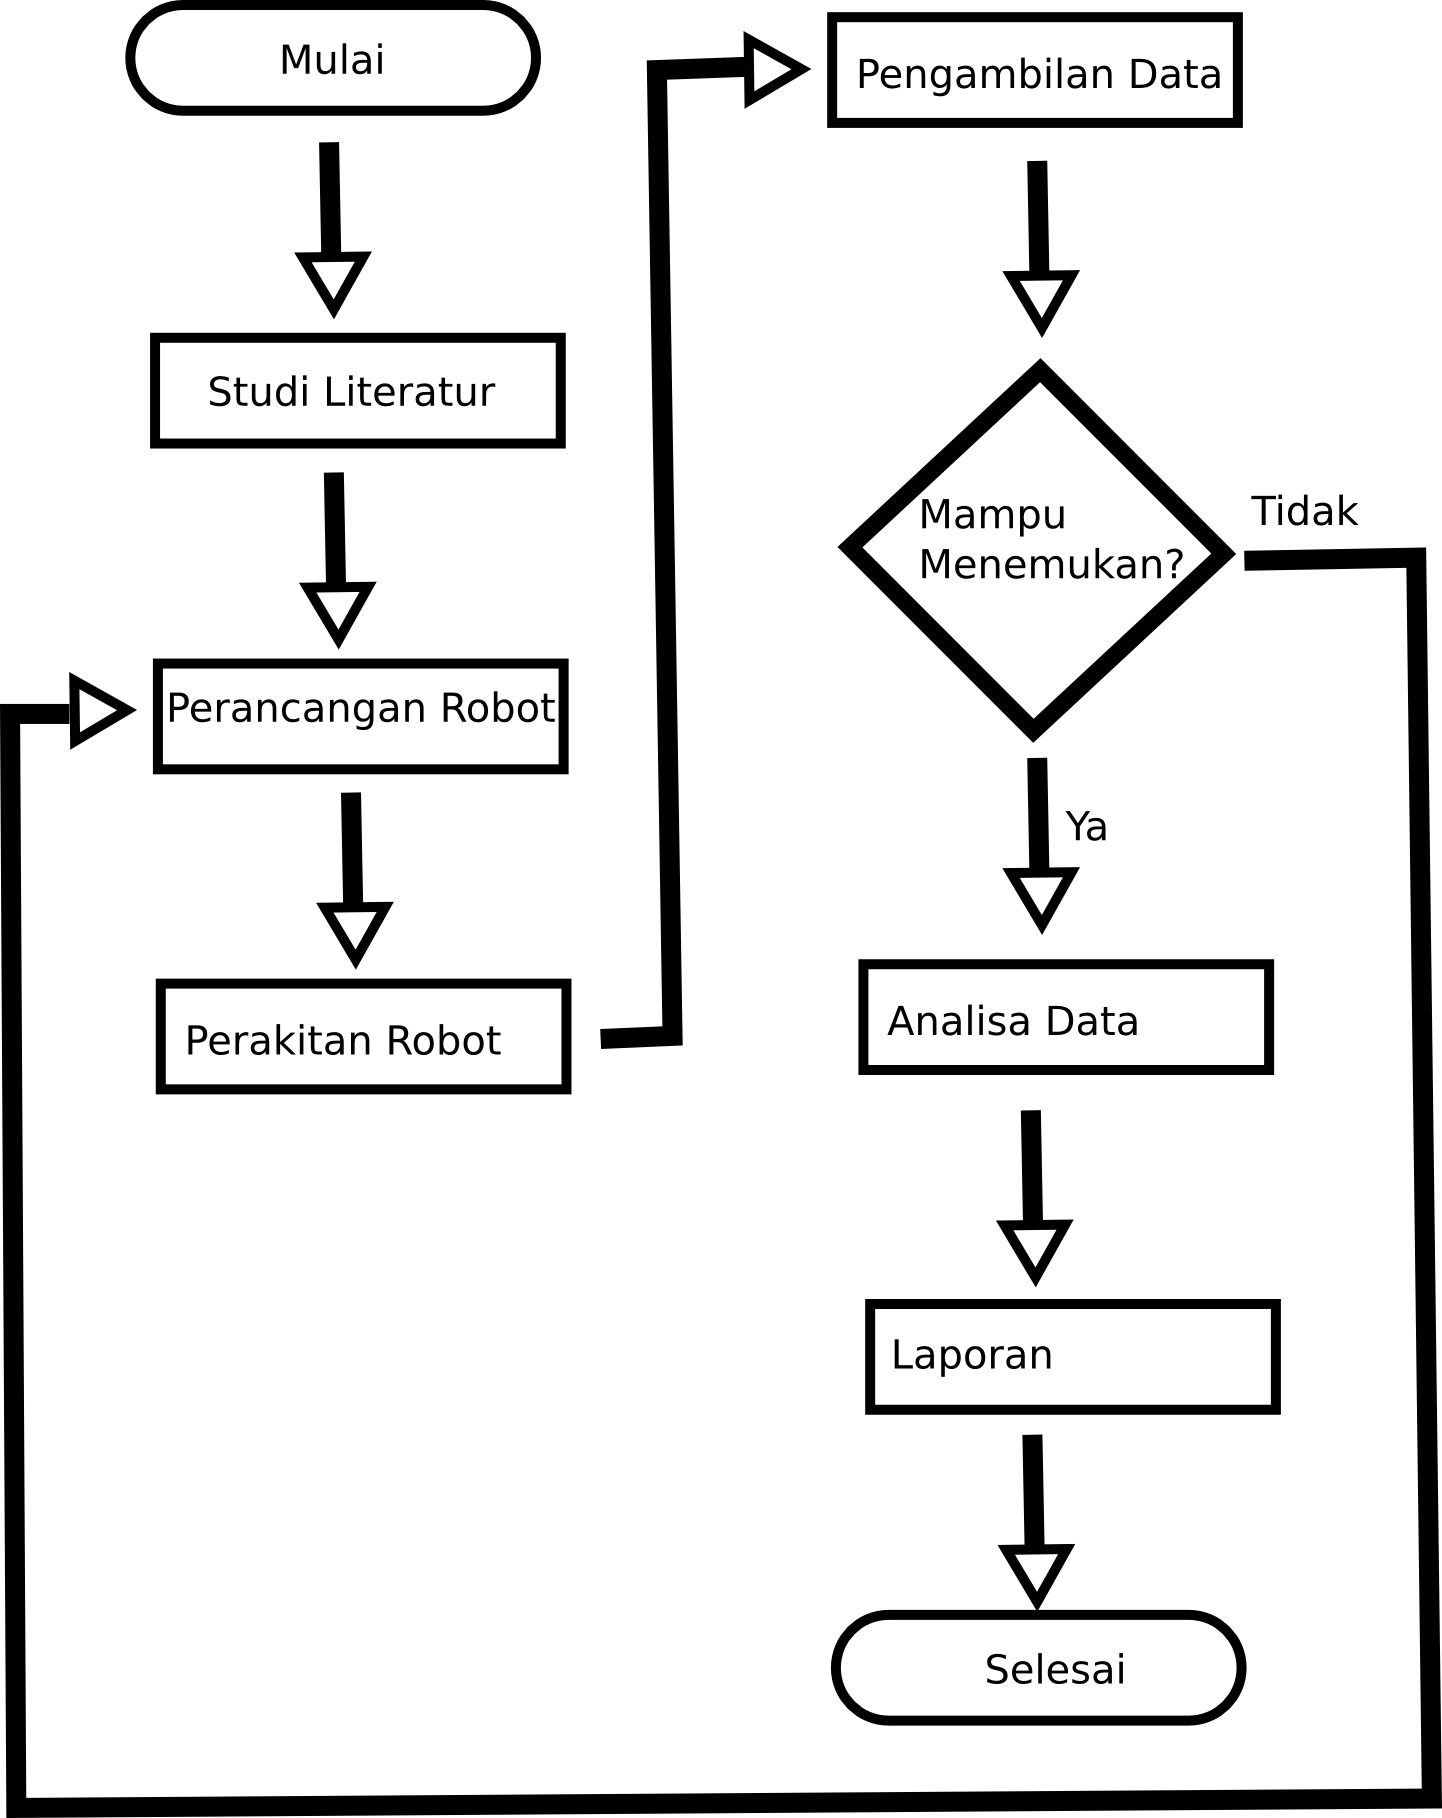 Mulai
Studi Literatur
Perancangan Robot
Perakitan Robot
Pengambilan Data
Mampu
Menemukan?
Tidak
Ya
Analisa Data
Laporan
Selesai